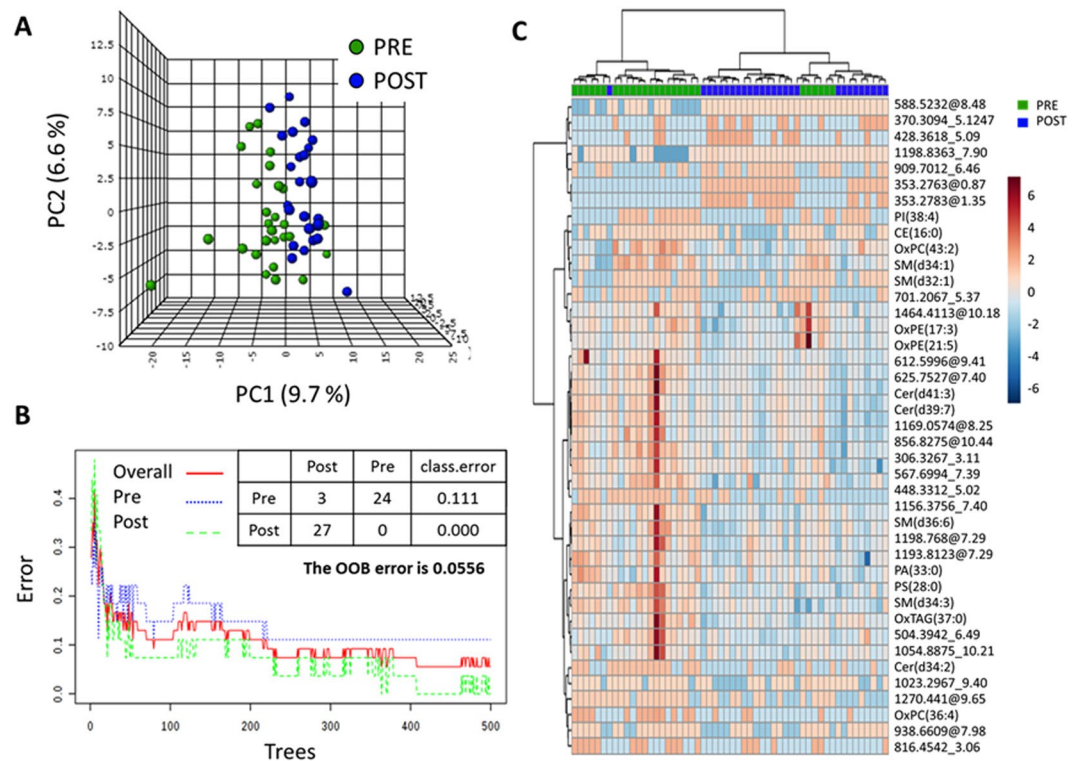 A
PRE
POST
12.5
10
7.5
5
2.5
0
-2.5
-5
-7.5
-10
PC2 (6.6 %)
-20
-15
-10
-5
0
5
10
15
20
25
PC1 (9.7 %)
B
Overall
Pre
Post
Post Pre class.error
Pre 3 24 0.111
Post 27 0 0.000
The OOB error is 0.0556
Error
0.4
0.3
0.2
0.1
0.0
0 100 200 300 400 500
Trees
C
588.5232@8.48
370.3094_5.1247
428.3618_5.09
1198.8363_7.90
909.7012_6.46
353.2763@0.87
353.2783@1.35
PI(38:4)
CE(16:0)
OxPC(43:2)
SM(d34:1)
SM(d32:1)
701.2067_5.37
1464.4113@10.18
OxPE(17:3)
OxPE(21:5)
612.5996@9.41
625.7527@7.40
Cer(d41:3)
Cer(d39:7)
1169.0574@8.25
856.8275@10.44
306.3267_3.11
567.6994_7.39
448.3312_5.02
1156.3756_7.40
SM(d36:6)
1198.768@7.29
1193.8123@7.29
PA(33:0)
PS(28:0)
SM(d34:3)
OxTAG(37:0)
504.3942_6.49
1054.8875_10.21
Cer(d34:2)
1023.2967_9.40
1270.441@9.65
OxPC(36:4)
938.6609@7.98
816.4542_3.06
PRE
POST
6
4
2
0
-2
-4
-6